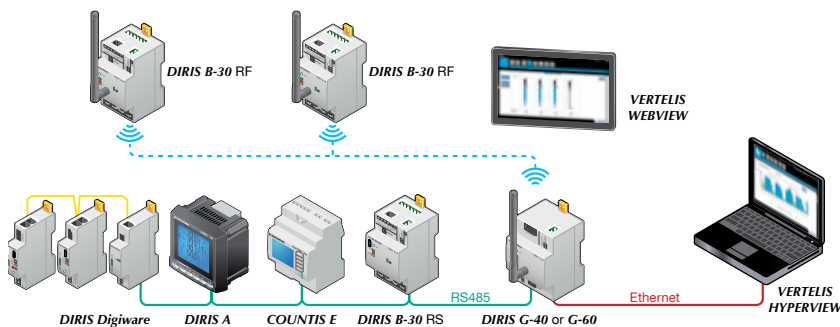 DIRIS B-30 RF
DIRIS B-30 RF
VERTELIS
WEBVIEW
RS485
Ethernet
DIRIS Digiware
DIRIS A
COUNTIS E
DIRIS B-30 RS
DIRIS G-40 or G-60
VERTELIS
HYPERVIEW